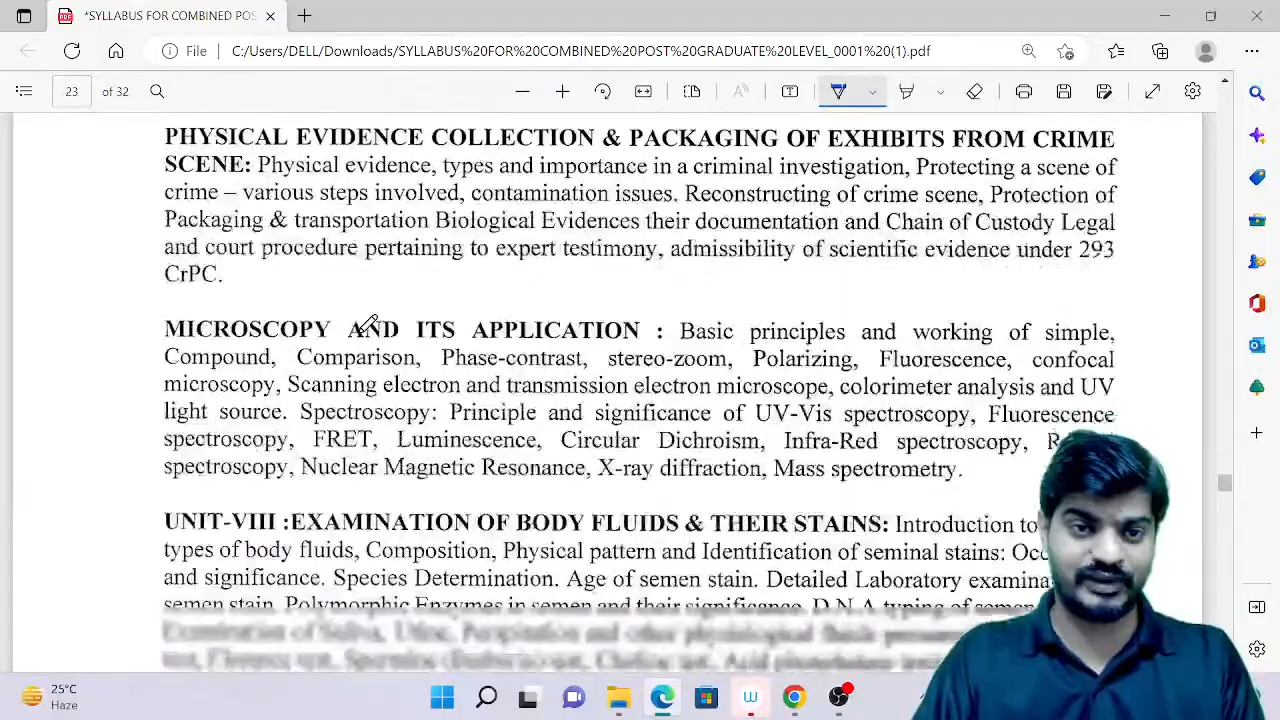 *SYLLABUS FOR COMBINED POS
File
C:/Users/DELL/Downloads/SYLLABUS%20FOR%20COMBINED%20POST%20GRADUATE%20LEVEL_0001%20(1).pdf
23 of 32
PHYSICAL EVIDENCE COLLECTION & PACKAGING OF EXHIBITS FROM CRIME
SCENE: Physical evidence, types and importance in a criminal investigation, Protecting a scene of
crime – various steps involved, contamination issues. Reconstructing of crime scene, Protection of
Packaging & transportation Biological Evidences their documentation and Chain of Custody Legal
and court procedure pertaining to expert testimony, admissibility of scientific evidence under 293
CrPC.
MICROSCOPY AND ITS APPLICATION : Basic principles and working of simple,
Compound, Comparison, Phase-contrast, stereo-zoom, Polarizing, Fluorescence, confocal
microscopy, Scanning electron and transmission electron microscope, colorimeter analysis and UV
light source. Spectroscopy: Principle and significance of UV-Vis spectroscopy, Fluorescence
spectroscopy, FRET, Luminescence, Circular Dichroism, Infra-Red spectroscopy,
spectroscopy, Nuclear Magnetic Resonance, X-ray diffraction, Mass spectrometry.
UNIT-VIII :EXAMINATION OF BODY FLUIDS & THEIR STAINS: Introduction to
types of body fluids, Composition, Physical pattern and Identification of seminal stains:
and significance. Species Determination. Age of semen stain. Detailed Laboratory
semen stain. Polymorphic Enzymes in semen and their significance. D.N.A typing of
25°C
Haze